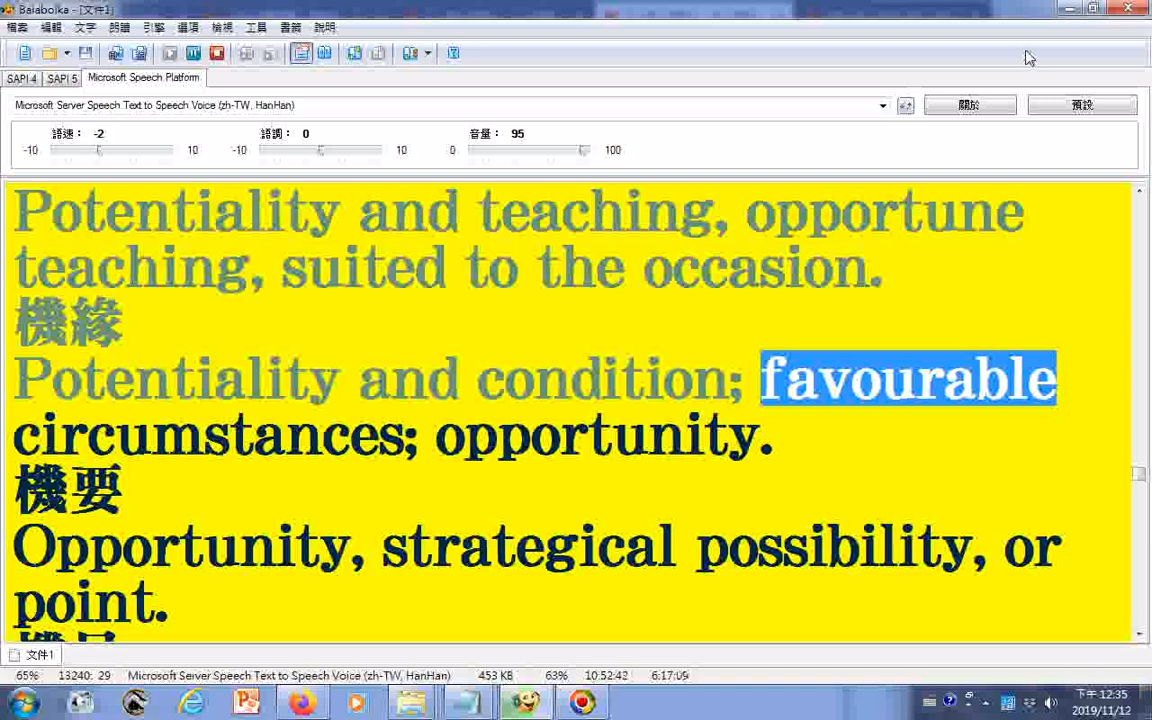 Balabolka - [文件1]
檔案 編輯 文字 朗讀 引擎 選項 檢視 工具 書籤 說明
SAPI 4 SAPI 5 Microsoft Speech Platform
Microsoft Server Speech Text to Speech Voice (zh-TW, HanHan) 關於 預設
語速： -2 語調： 0 音量： 95
-10 10 -10 10 0 100
Potentiality and teaching, opportune
teaching, suited to the occasion.
機緣
Potentiality and condition; favourable
circumstances; opportunity.
機要
Opportunity, strategical possibility, or
point.
文件1
65% 13240: 29 Microsoft Server Speech Text to Speech Voice (zh-TW, HanHan) 453 KB 63% 10:52:42 6:17:09
下午 12:35
2019/11/12